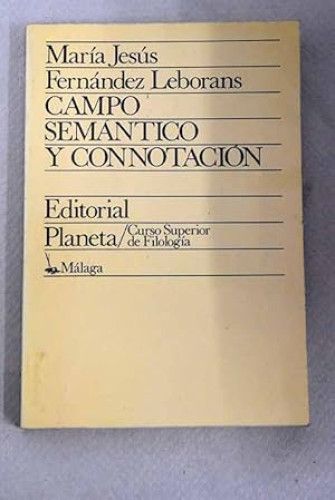 María Jesús
Fernández Leborans
CAMPO
SEMÁNTICO
Y CONNOTACIÓN
Editorial
Planeta/Curso Superior
de Filología
Málaga